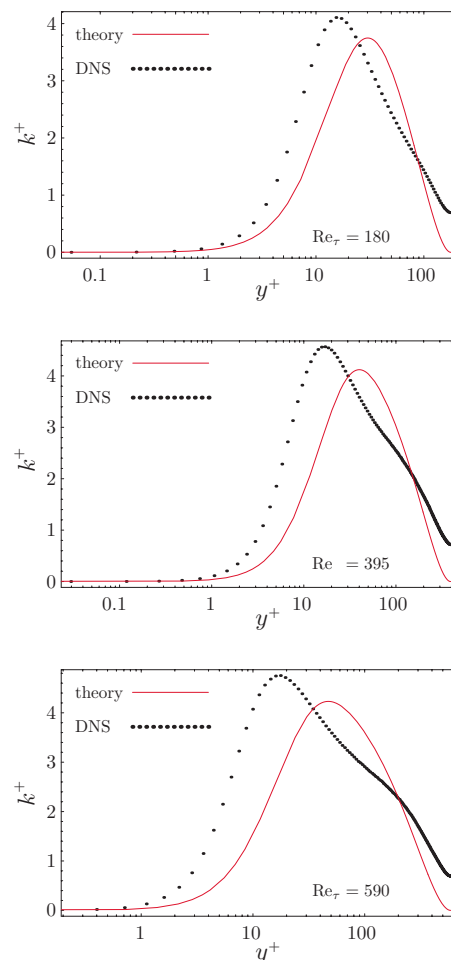 4
theory
DNS
3
k⁺
2
1
Re_τ = 180
0
0.1 1 10 100
y⁺
theory
4
DNS
3
k⁺
2
1
Re = 395
0
0.1 1 10 100
y⁺
theory
4
DNS
3
k⁺
2
1
Re_τ = 590
0
1 10 100
y⁺